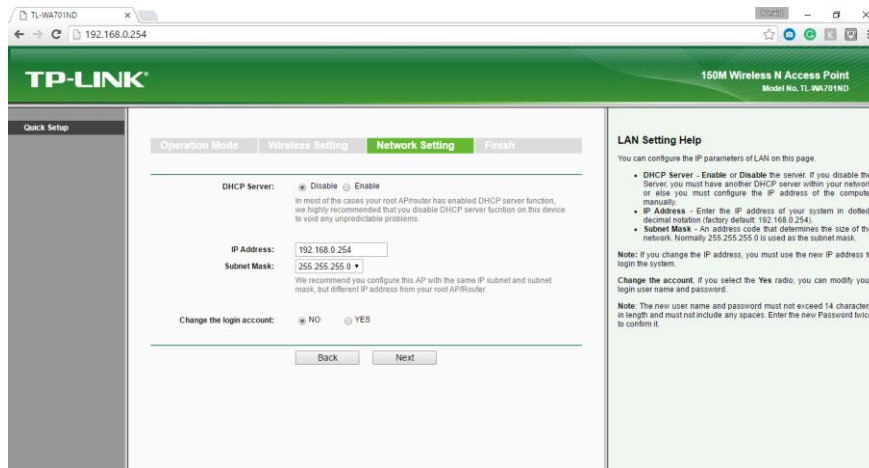 TL-WA701ND
192.168.0.254
TP-LINK®
150M Wireless N Access Point
Model No. TL-WA701ND
Quick Setup
Operation Mode Wireless Setting Network Setting Finish
DHCP Server: Disable Enable
In most of the cases your root AP/router has enabled DHCP server function,
we highly recommended that you disable DHCP server fucntion on this device
to void any unpredictable problems.
IP Address: 192.168.0.254
Subnet Mask: 255.255.255.0
We recommend you configure this AP with the same IP subnet and subnet
mask, but different IP address from your root AP/Router.
Change the login account: NO YES
Back Next
LAN Setting Help
You can configure the IP parameters of LAN on this page.
• DHCP Server - Enable or Disable the server. If you disable the
Server, you must have another DHCP server within your network
or else you must configure the IP address of the compute
manually.
• IP Address - Enter the IP address of your system in dotted-
decimal notation (factory default: 192.168.0.254).
• Subnet Mask - An address code that determines the size of the
network. Normally 255.255.255.0 is used as the subnet mask.
Note: If you change the IP address, you must use the new IP address t
login the system.
Change the account, if you select the Yes radio, you can modify you
login user name and password.
Note: The new user name and password must not exceed 14 character
in length and must not include any spaces. Enter the new Password twic
to confirm it.